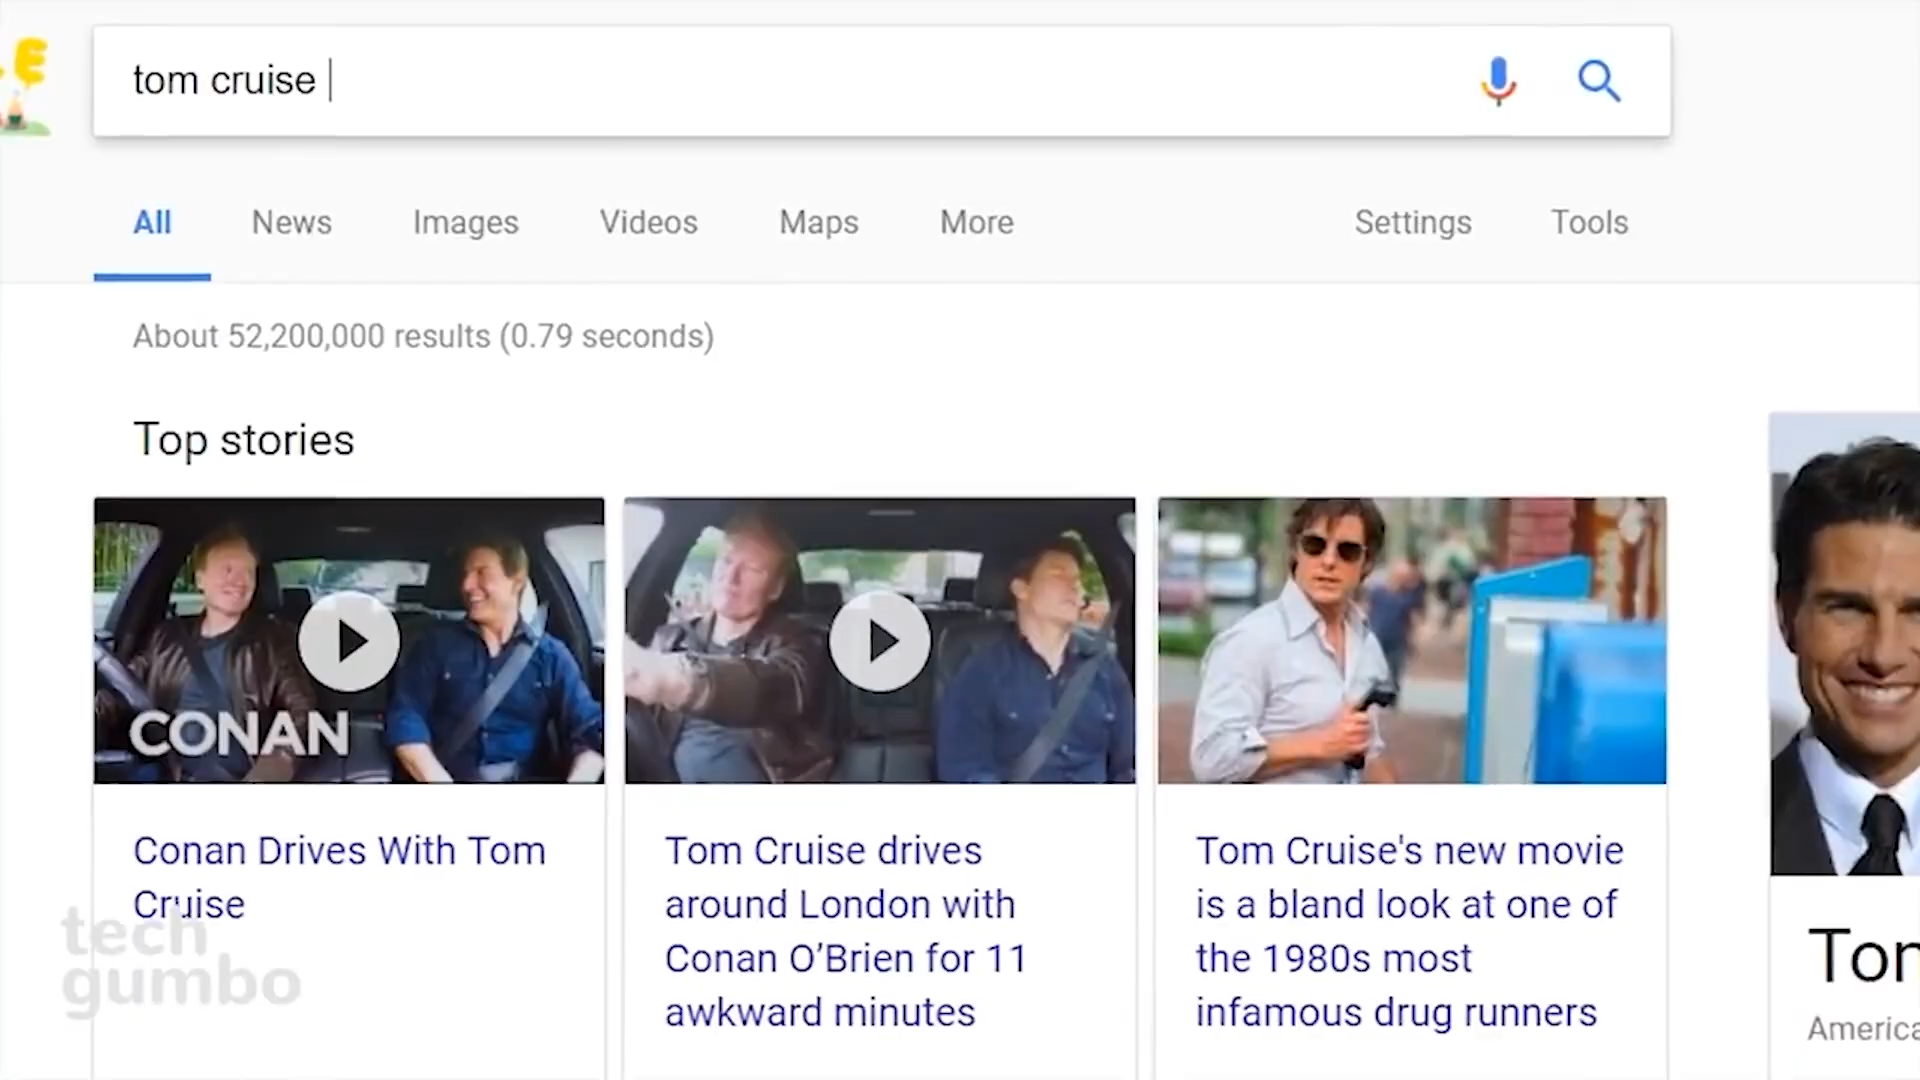 E
tom cruise
All News Images Videos Maps More Settings Tools
About 52,200,000 results (0.79 seconds)
Top stories
CONAN
Conan Drives With Tom
Cruise
Tom Cruise drives
around London with
Conan O’Brien for 11
awkward minutes
Tom Cruise's new movie
is a bland look at one of
the 1980s most
infamous drug runners
Tom
America
tech
gumbo